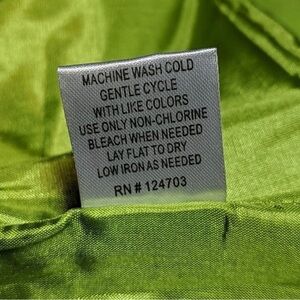 MACHINE WASH COLD
GENTLE CYCLE
WITH LIKE COLORS
USE ONLY NON-CHLORINE
BLEACH WHEN NEEDED
LAY FLAT TO DRY
LOW IRON AS NEEDED
RN # 124703